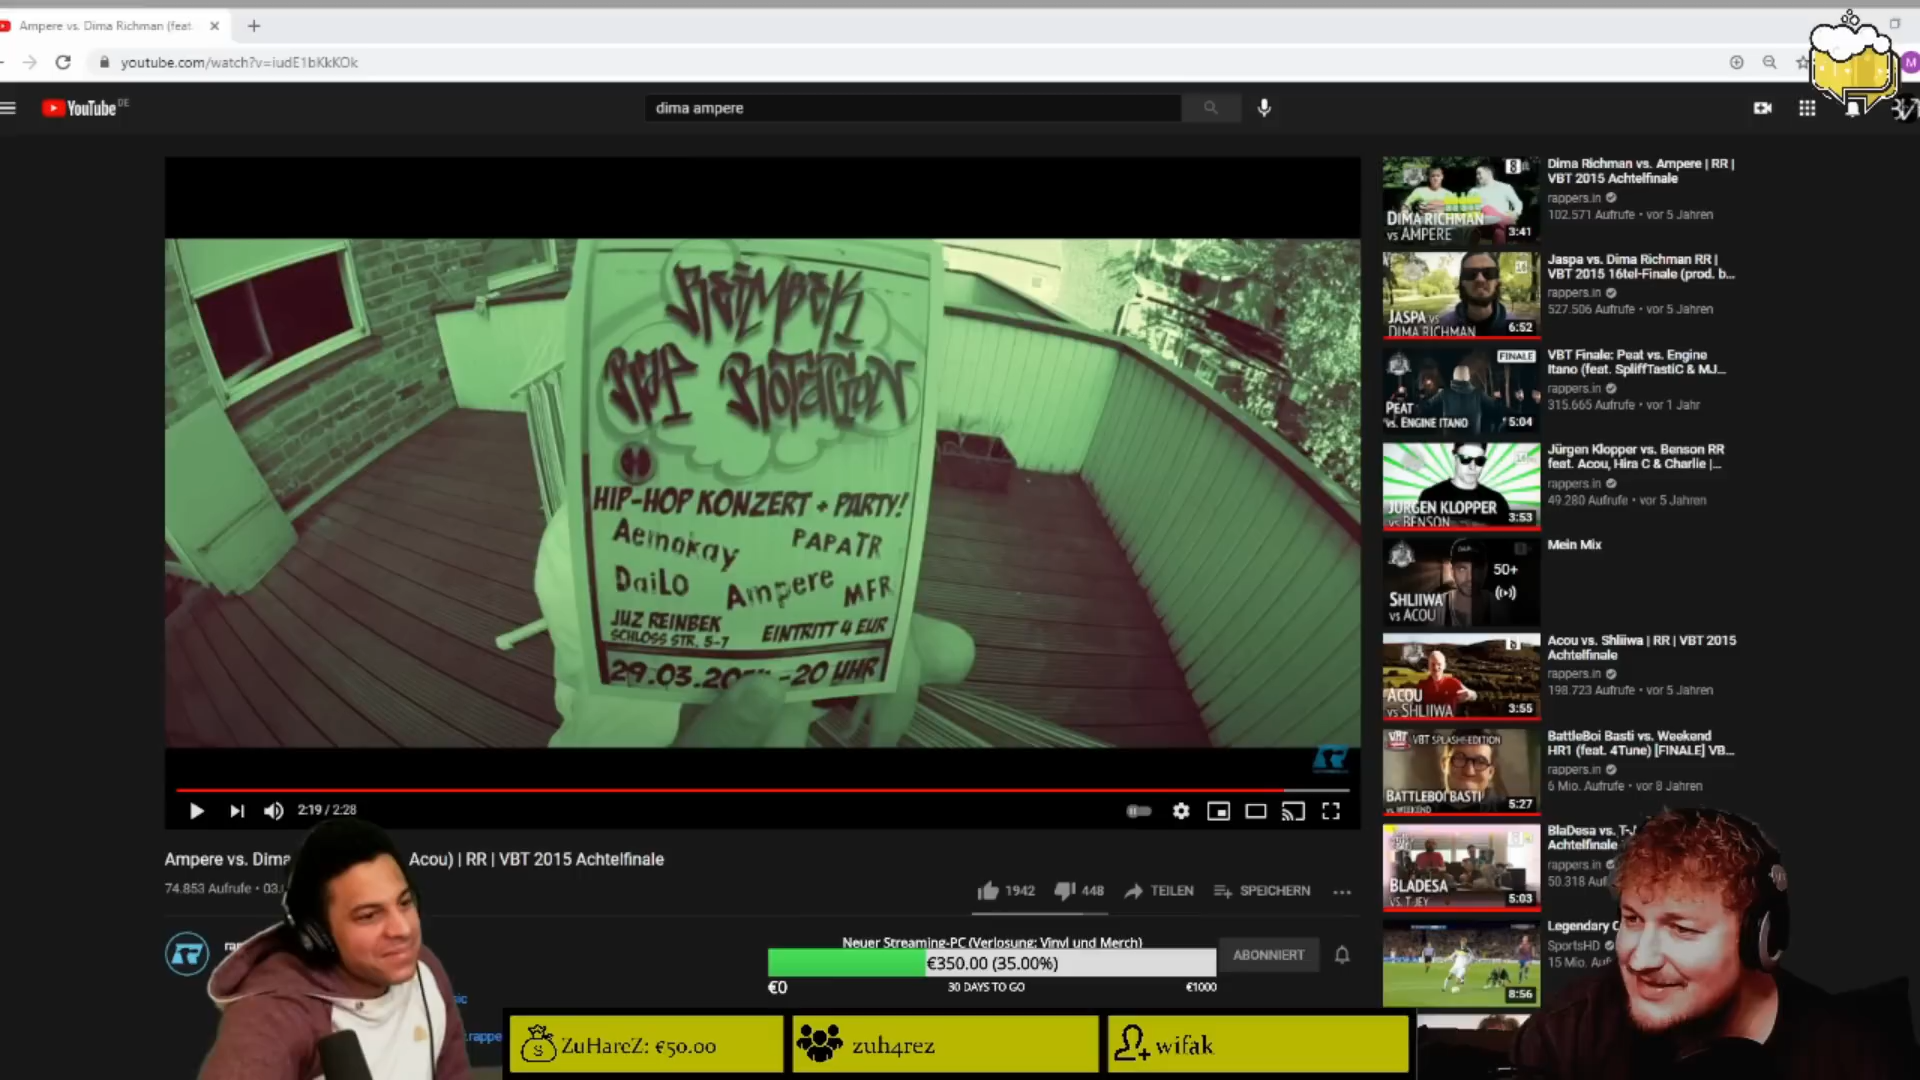 Ampere vs. Dima Richman (feat.
youtube.com/watch?v=iudE1bKkKOk
M
YouTube DE
dima ampere
REIMBEK
RAP ROTATION
HIP-HOP KONZERT + PARTY!
Aemokay PAPATR
DaiLo Ampere MFR
JUZ REINBEK
SCHLOSS STR. 5-7
EINTRITT 4 EUR
29.03.20 -20 UHR
2:19 / 2:28
Ampere vs. Dima Acou) | RR | VBT 2015 Achtelfinale
74.853 Aufrufe • 03.
1942
448
TEILEN
SPEICHERN
ABONNIERT
Neuer Streaming-PC (Verlosung: Vinyl und Merch)
€350.00 (35.00%)
€0
30 DAYS TO GO
€1000
ZuHareZ: €50.00
zuh4rez
wifak
DIMA RICHMAN
VS AMPERE
3:41
Dima Richman vs. Ampere | RR |
VBT 2015 Achtelfinale
rappers.in
102.571 Aufrufe • vor 5 Jahren
JASPA VS
DIMA RICHMAN
6:52
Jaspa vs. Dima Richman RR |
VBT 2015 16tel-Finale (prod. b...
rappers.in
527.506 Aufrufe • vor 5 Jahren
FINALE
PEAT
VS. ENGINE ITANO
5:04
VBT Finale: Peat vs. Engine
Itano (feat. SpliffTastiC & MJ...
rappers.in
315.665 Aufrufe • vor 1 Jahr
JÜRGEN KLOPPER
VS BENSON
3:53
Jürgen Klopper vs. Benson RR
feat. Acou, Hira C & Charlie |...
rappers.in
49.280 Aufrufe • vor 5 Jahren
SHLIIWA
VS ACOU
50+
Mein Mix
ACOU
VS SHLIIWA
3:55
Acou vs. Shliiwa | RR | VBT 2015
Achtelfinale
rappers.in
198.723 Aufrufe • vor 5 Jahren
VBT SPLASH!-EDITION
BATTLEBOI BASTI
VS WEEKEND
5:27
BattleBoi Basti vs. Weekend
HR1 (feat. 4Tune) [FINALE] VB...
rappers.in
6 Mio. Aufrufe • vor 8 Jahren
BLADESA
VS. T-JEY
5:03
BlaDesa vs. T-J
Achtelfinale
rappers.in
50.318 Auf
8:56
Legendary C
SportsHD
15 Mio. Auf